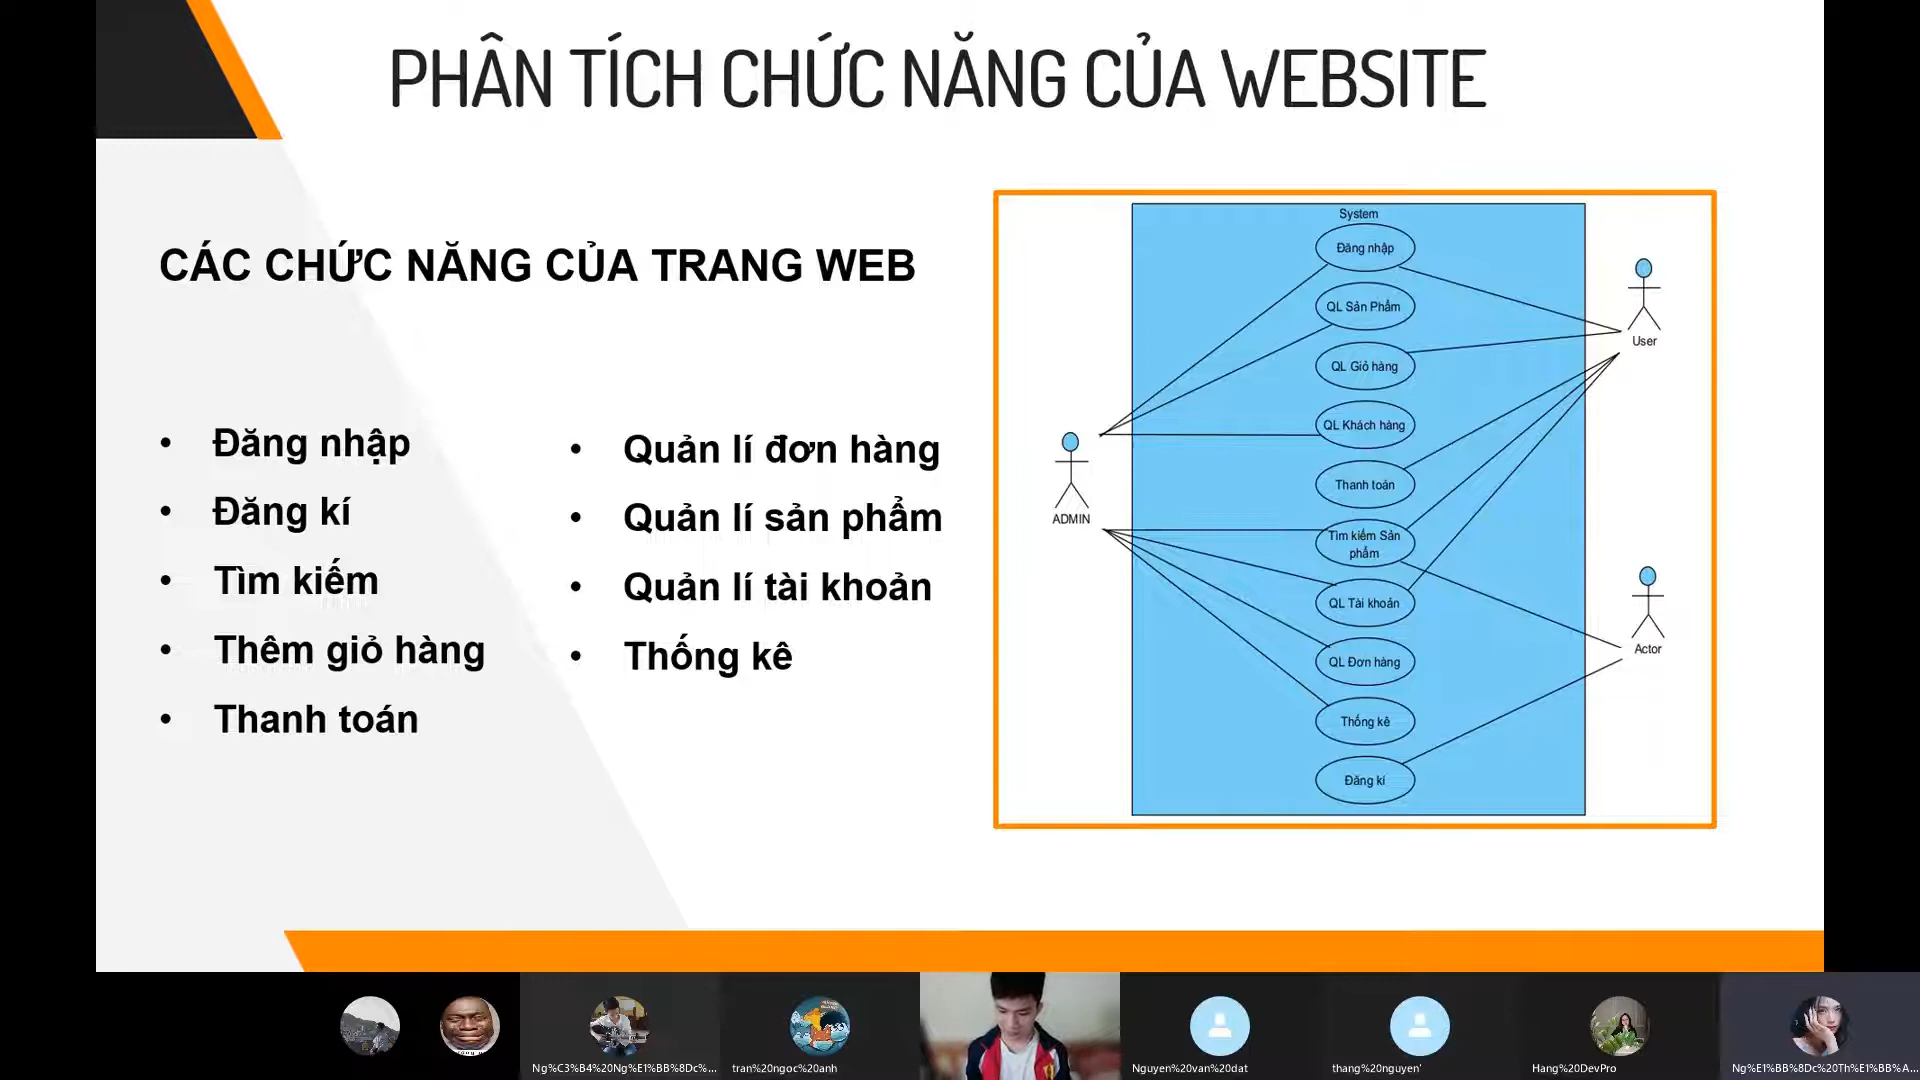 PHÂN TÍCH CHỨC NĂNG CỦA WEBSITE
CÁC CHỨC NĂNG CỦA TRANG WEB
• Đăng nhập
• Đăng kí
• Tìm kiếm
• Thêm giỏ hàng
• Thanh toán
• Quản lí đơn hàng
• Quản lí sản phẩm
• Quản lí tài khoản
• Thống kê
System
Đăng nhập
QL Sản Phẩm
QL Giỏ hàng
QL Khách hàng
Thanh toán
Tìm kiếm Sản
phẩm
QL Tài khoản
QL Đơn hàng
Thống kê
Đăng kí
ADMIN
User
Actor
Ng%C3%B4%20Ng%E1%BB%8Dc%...
tran%20ngoc%20anh
Nguyen%20van%20dat
thang%20nguyen'
Hang%20DevPro
Ng%E1%BB%8Dc%20Th%E1%BB%A...